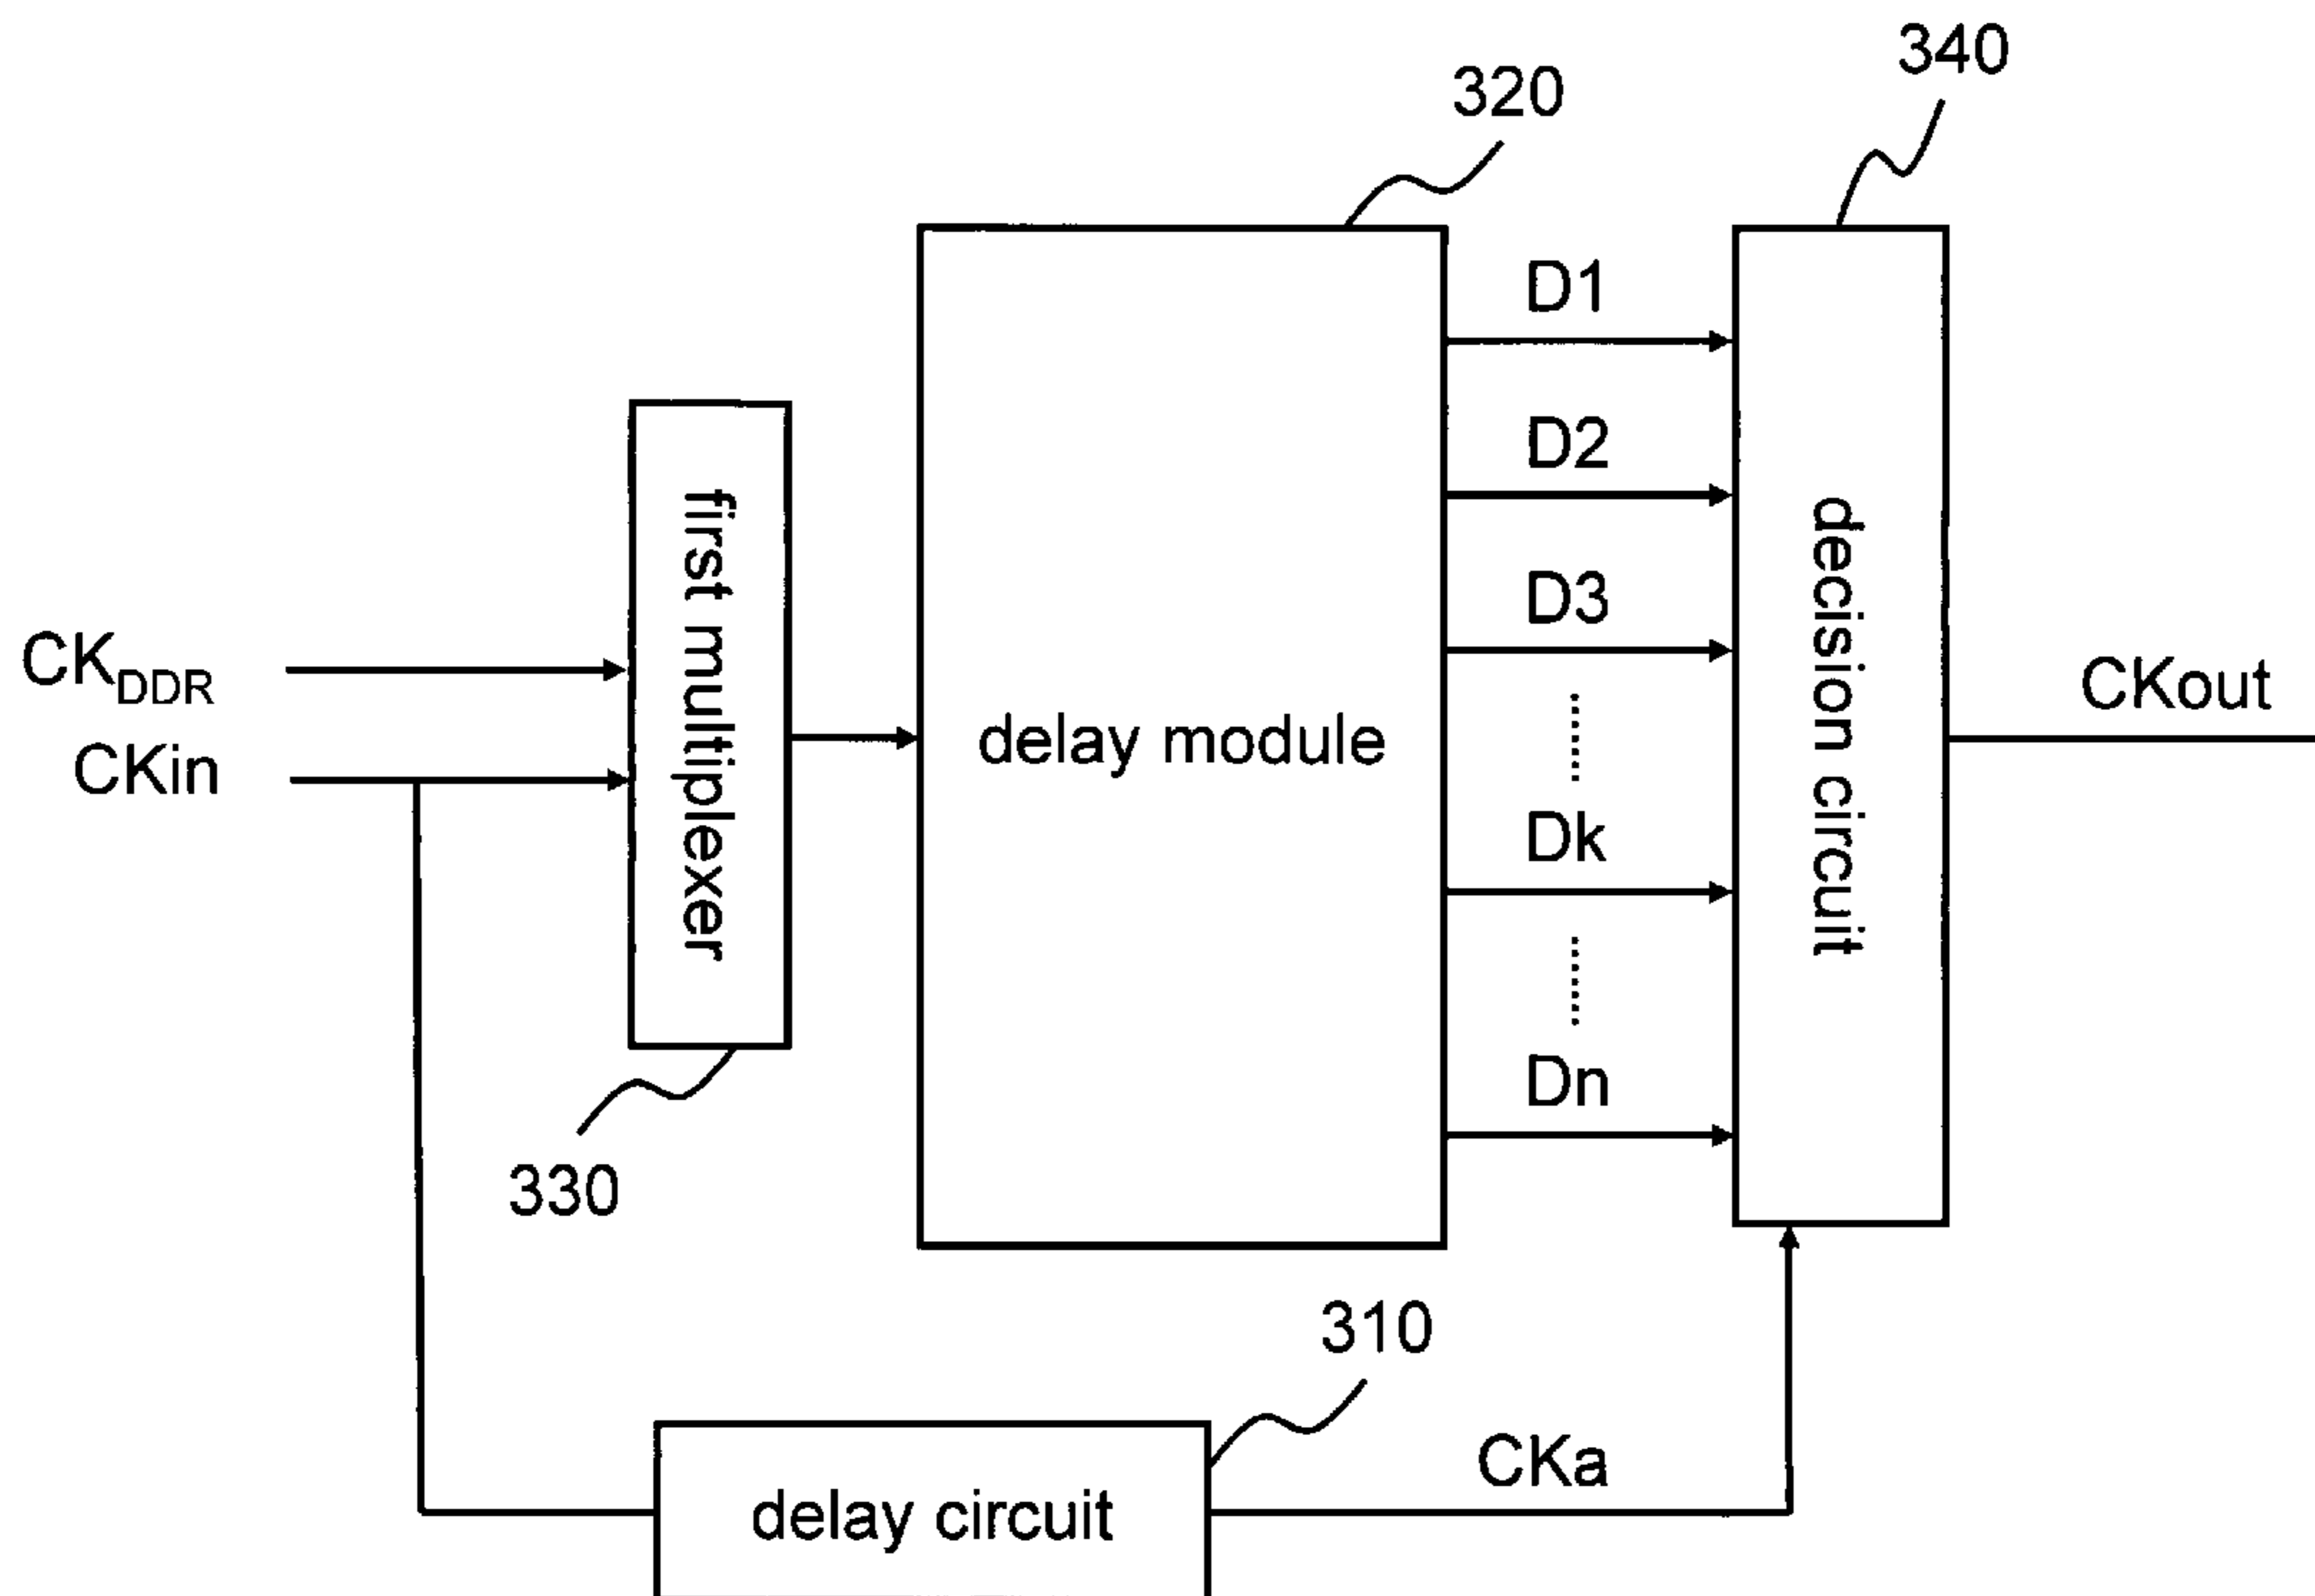 340
320
D1
D2
first multiplexer
decision circuit
D3
CKDDR
CKout
delay module
CKin
Dk
Dn
330
310
CKa
delay circuit